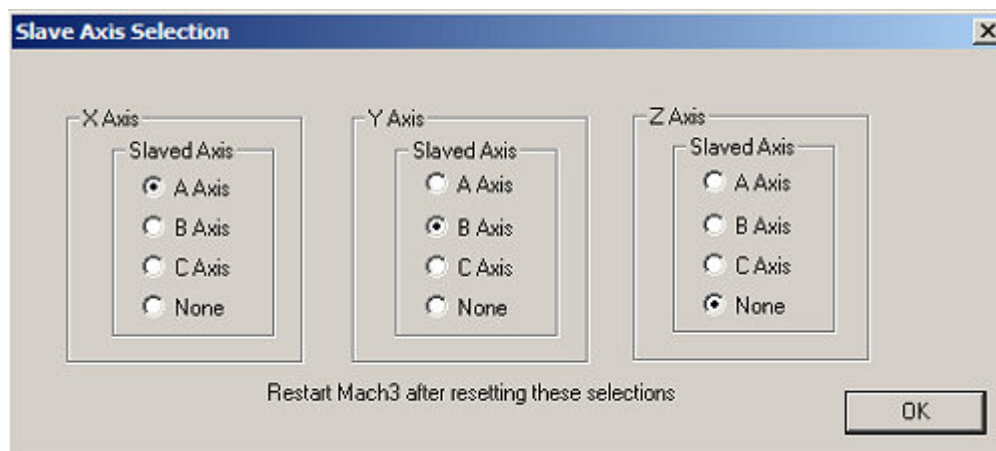 Slave Axis Selection
X Axis
Slaved Axis
A Axis
B Axis
C Axis
None
Y Axis
Slaved Axis
A Axis
B Axis
C Axis
None
Z Axis
Slaved Axis
A Axis
B Axis
C Axis
None
Restart Mach3 after resetting these selections
OK